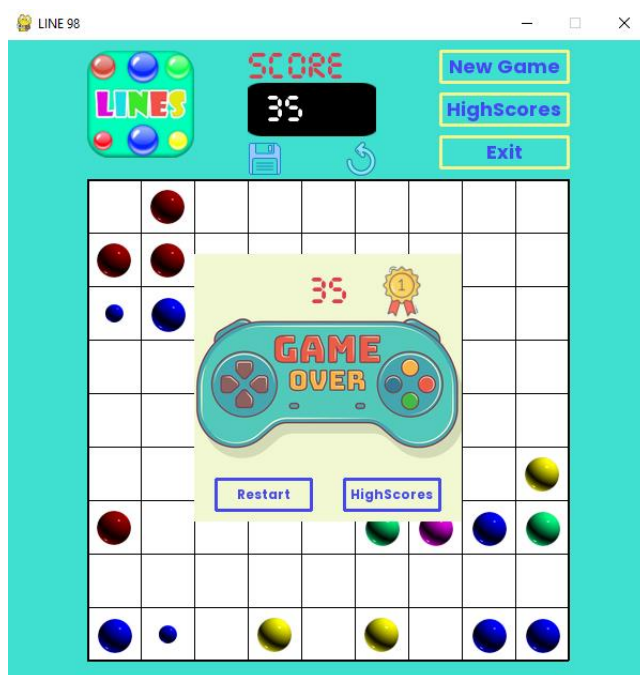 LINE 98
LINES
SCORE
35
New Game
HighScores
Exit
35
1
GAME
OVER
Restart
HighScores